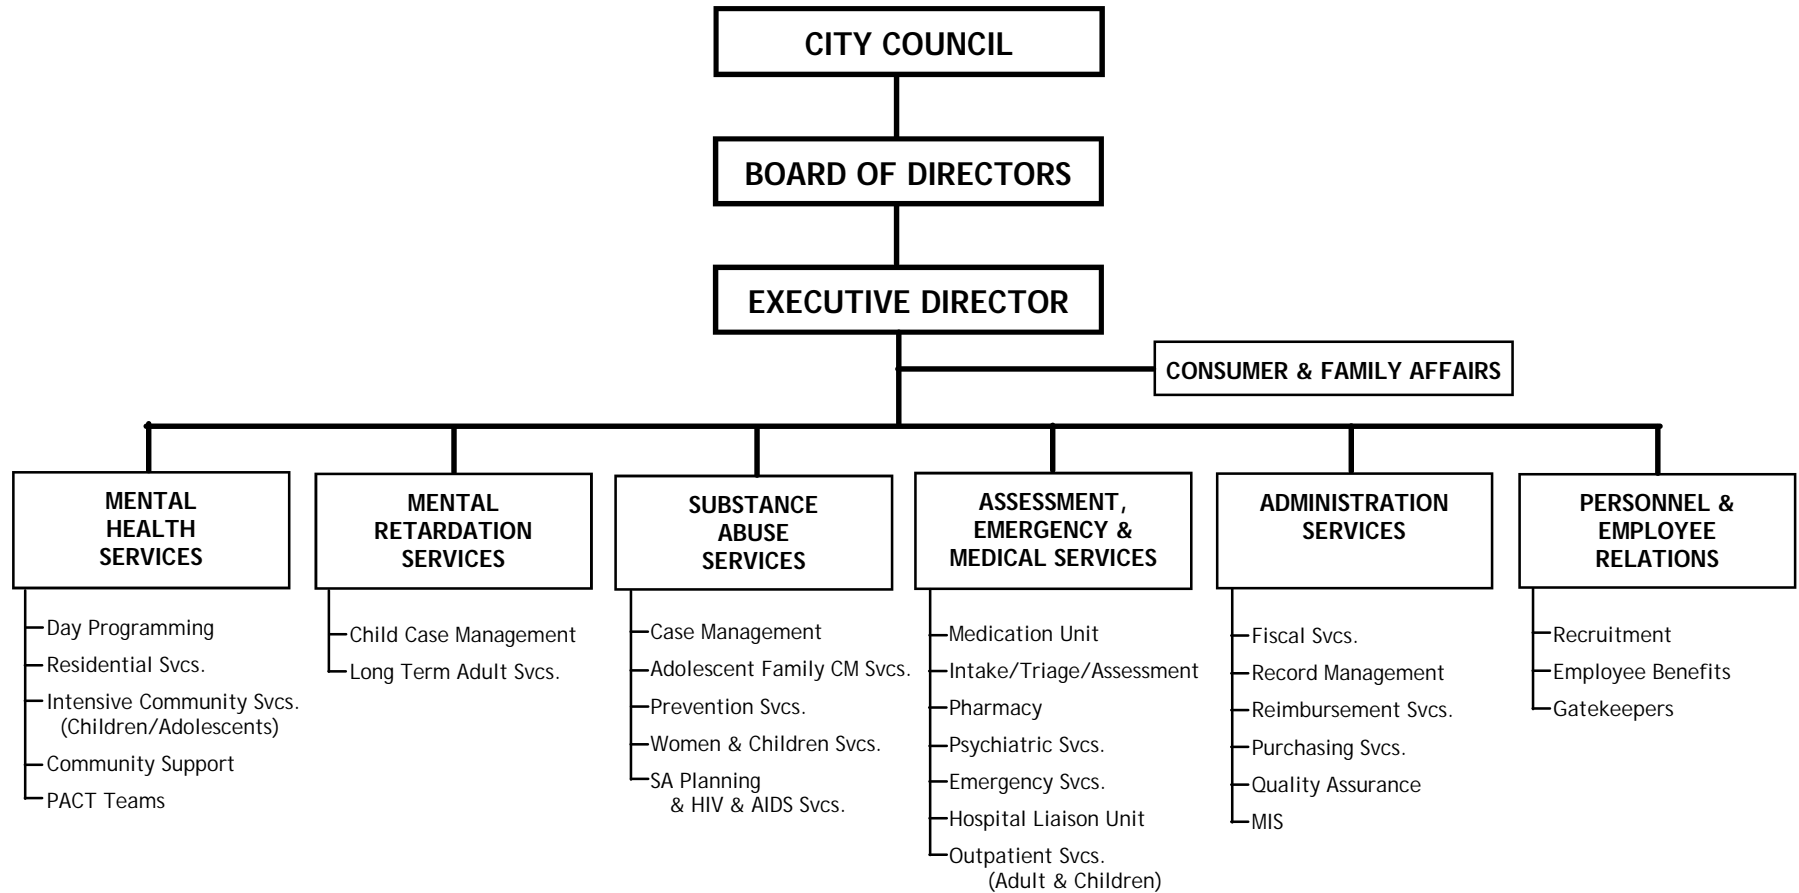 CITY COUNCIL
BOARD OF DIRECTORS
EXECUTIVE DIRECTOR
CONSUMER & FAMILY AFFAIRS
MENTAL
HEALTH
SERVICES
Day Programming
Residential Svcs.
Intensive Community Svcs.
(Children/Adolescents)
Community Support
PACT Teams
MENTAL
RETARDATION
SERVICES
Child Case Management
Long Term Adult Svcs.
SUBSTANCE
ABUSE
SERVICES
Case Management
Adolescent Family CM Svcs.
Prevention Svcs.
Women & Children Svcs.
SA Planning
& HIV & AIDS Svcs.
ASSESSMENT,
EMERGENCY &
MEDICAL SERVICES
Medication Unit
Intake/Triage/Assessment
Pharmacy
Psychiatric Svcs.
Emergency Svcs.
Hospital Liaison Unit
Outpatient Svcs.
(Adult & Children)
ADMINISTRATION
SERVICES
Fiscal Svcs.
Record Management
Reimbursement Svcs.
Purchasing Svcs.
Quality Assurance
MIS
PERSONNEL &
EMPLOYEE
RELATIONS
Recruitment
Employee Benefits
Gatekeepers